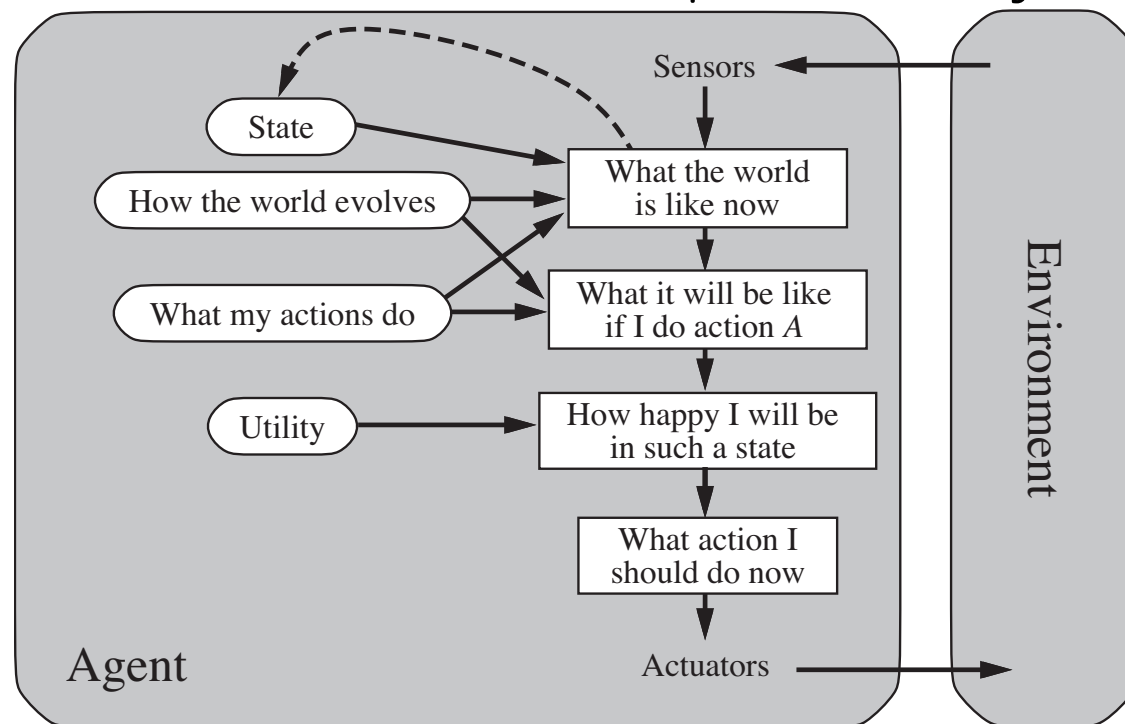 Sensors
State
What the world
is like now
How the world evolves
What it will be like
if I do action A
What my actions do
How happy I will be
in such a state
Utility
What action I
should do now
Agent
Actuators
Environment